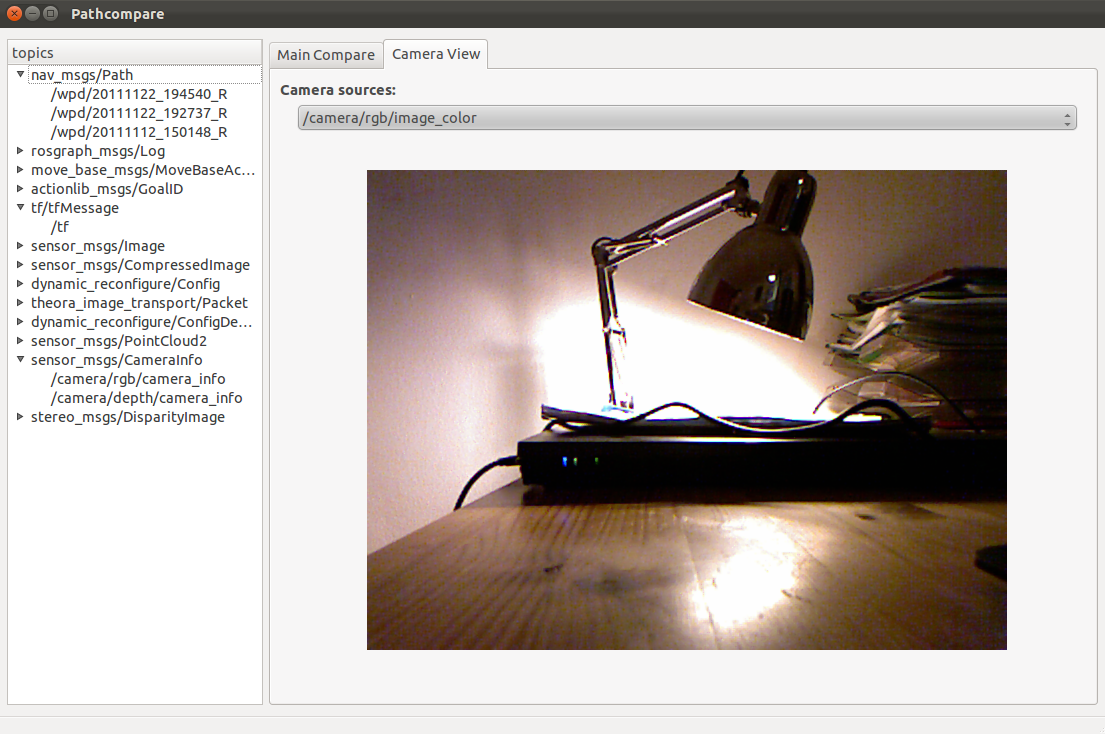 Pathcompare
topics
nav_msgs/Path
/wpd/20111122_194540_R
/wpd/20111122_192737_R
/wpd/20111112_150148_R
rosgraph_msgs/Log
move_base_msgs/MoveBaseAc...
actionlib_msgs/GoalID
tf/tfMessage
/tf
sensor_msgs/Image
sensor_msgs/CompressedImage
dynamic_reconfigure/Config
theora_image_transport/Packet
dynamic_reconfigure/ConfigDe...
sensor_msgs/PointCloud2
sensor_msgs/CameraInfo
/camera/rgb/camera_info
/camera/depth/camera_info
stereo_msgs/DisparityImage
Main Compare
Camera View
Camera sources:
/camera/rgb/image_color